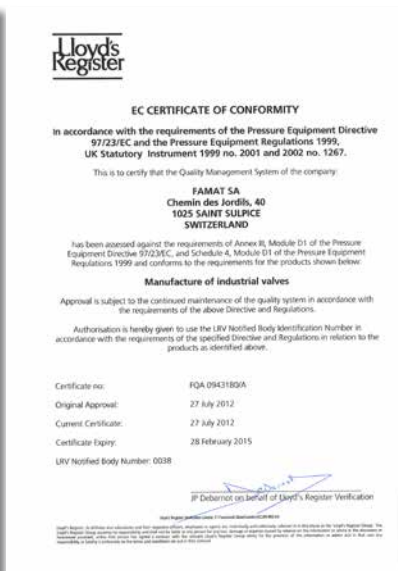 Lloyd's
Register
EC CERTIFICATE OF CONFORMITY
In accordance with the requirements of the Pressure Equipment Directive
97/23/EC and the Pressure Equipment Regulations 1999,
UK Statutory Instrument 1999 no. 2001 and 2002 no. 1267.
This is to certify that the Quality Management System of the company:
FAMAT SA
Chemin des Jordils, 40
1025 SAINT SULPICE
SWITZERLAND
has been assessed against the requirements of Annex III, Module D1 of the Pressure
Equipment Directive 97/23/EC, and Schedule 4, Module D1 of the Pressure Equipment
Regulations 1999 and conforms to the requirements for the products shown below:
Manufacture of industrial valves
Approval is subject to the continued maintenance of the quality system in accordance with
the requirements of the above Directive and Regulations.
Authorisation is hereby given to use the LRV Notified Body Identification Number in
accordance with the requirements of the specified Directive and Regulations in relation to the
products as identified above.
Certificate no: FQA 0943180/A
Original Approval: 27 July 2012
Current Certificate: 27 July 2012
Certificate Expiry: 28 February 2015
LRV Notified Body Number: 0038
JP Debarnot on behalf of Lloyd's Register Verification